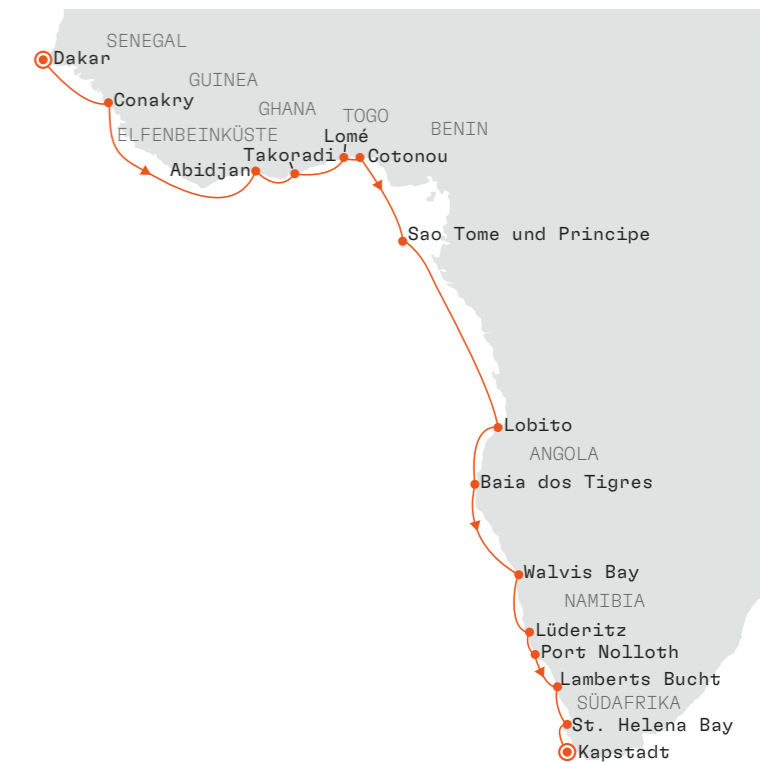 SENEGAL
Dakar
GUINEA
Conakry
GHANA
TOGO
BENIN
ELFENBEINKÜSTE
Lomé
Takoradi
Cotonou
Abidjan
Sao Tome und Principe
Lobito
ANGOLA
Baia dos Tigres
Walvis Bay
NAMIBIA
Lüderitz
Port Nolloth
Lamberts Bucht
SÜDAFRIKA
St. Helena Bay
Kapstadt